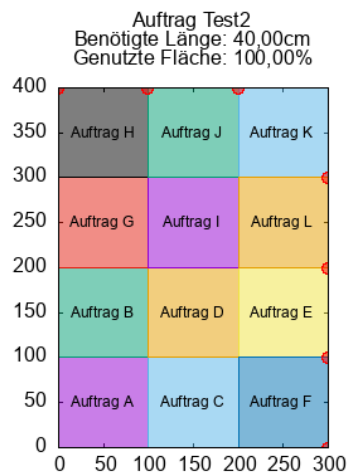 Auftrag Test2
Benötigte Länge: 40,00cm
Genutzte Fläche: 100,00%
400
Auftrag H Auftrag J Auftrag K
350
300
250
Auftrag G Auftrag I Auftrag L
200
150
Auftrag B Auftrag D Auftrag E
100
50
Auftrag A Auftrag C Auftrag F
0
0 50 100 150 200 250 300